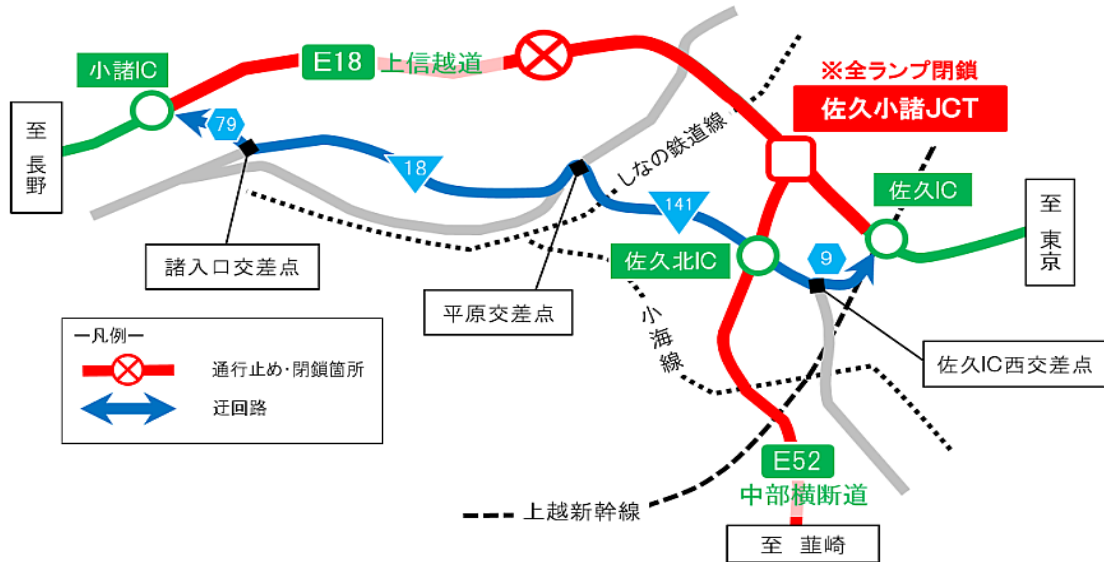 小諸IC
E18 上信越道
※全ランプ閉鎖
佐久小諸JCT
至長野
79
18
しなの鉄道線
141
佐久IC
至東京
諸入口交差点
平原交差点
佐久北IC
9
小海線
佐久IC西交差点
ー凡例ー
通行止め・閉鎖箇所
迂回路
E52
中部横断道
上越新幹線
至 韮崎